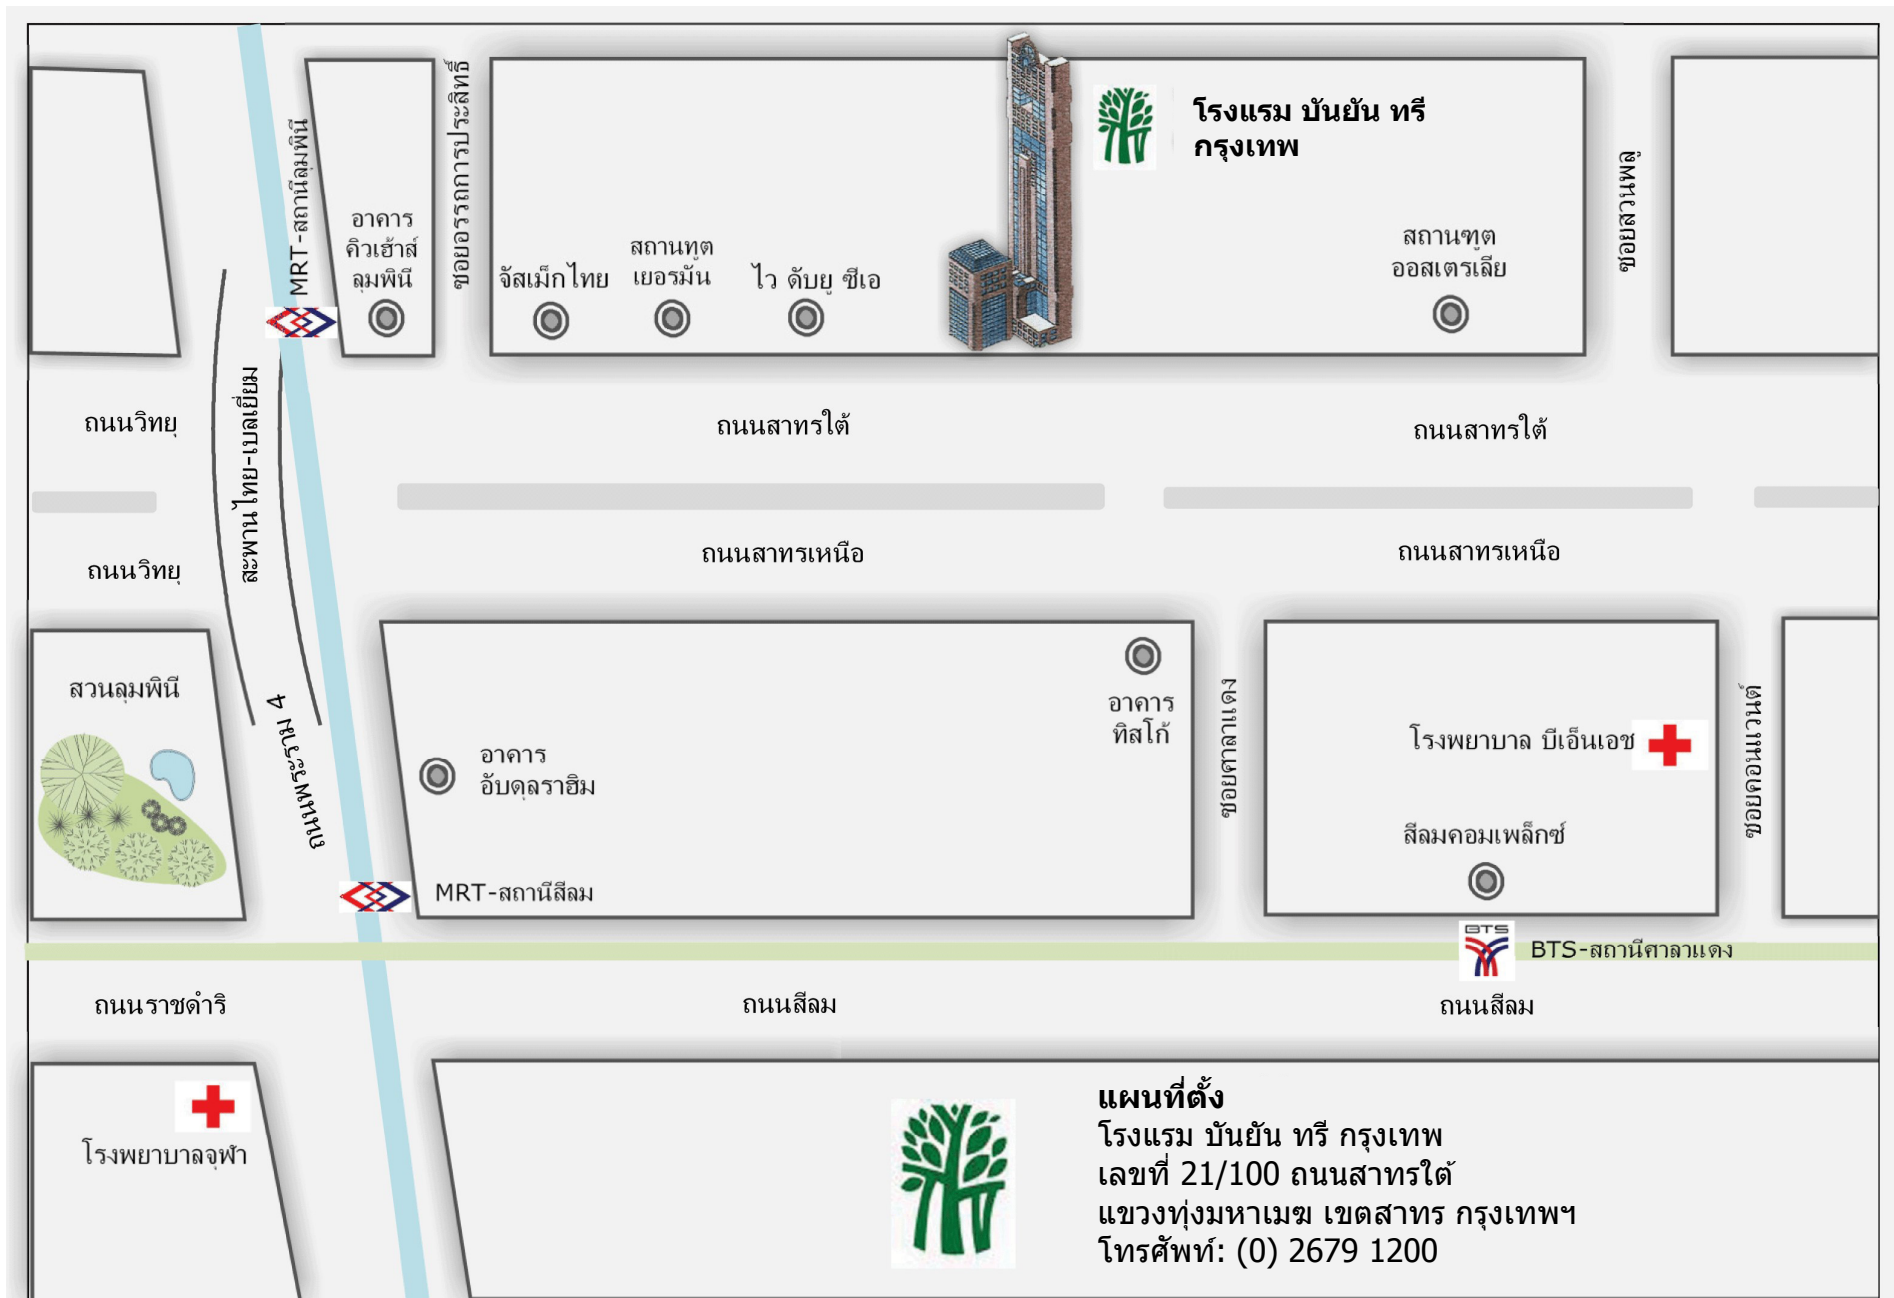 โรงแรม บันยัน ทรี
กรุงเทพ
MRT-สถานีลุมพินี
ซอยอรรถการประสิทธิ์
ซอยสวนพลู
อาคาร
คิวเฮ้าส์
ลุมพินี
จัสเม็กไทย
สถานทูต
เยอรมัน
ไว ดับยู ซีเอ
สถานฑูต
ออสเตรเลีย
ถนนวิทยุ
สะพานไทย-เบลเยี่ยม
ถนนสาทรใต้
ถนนสาทรใต้
ถนนวิทยุ
ถนนสาทรเหนือ
ถนนสาทรเหนือ
สวนลุมพินี
ถนนพระราม 4
อาคาร
อับดุลราฮิม
อาคาร
ทิสโก้
ซอยศาลาแดง
โรงพยาบาล บีเอ็นเอช
ซอยคอนแวนต์
สีลมคอมเพล็กซ์
MRT-สถานีสีลม
BTS
BTS-สถานีศาลาแดง
ถนนราชดำริ
ถนนสีลม
ถนนสีลม
โรงพยาบาลจุฬา
แผนที่ตั้ง
โรงแรม บันยัน ทรี กรุงเทพ
เลขที่ 21/100 ถนนสาทรใต้
แขวงทุ่งมหาเมฆ เขตสาทร กรุงเทพฯ
โทรศัพท์: (0) 2679 1200